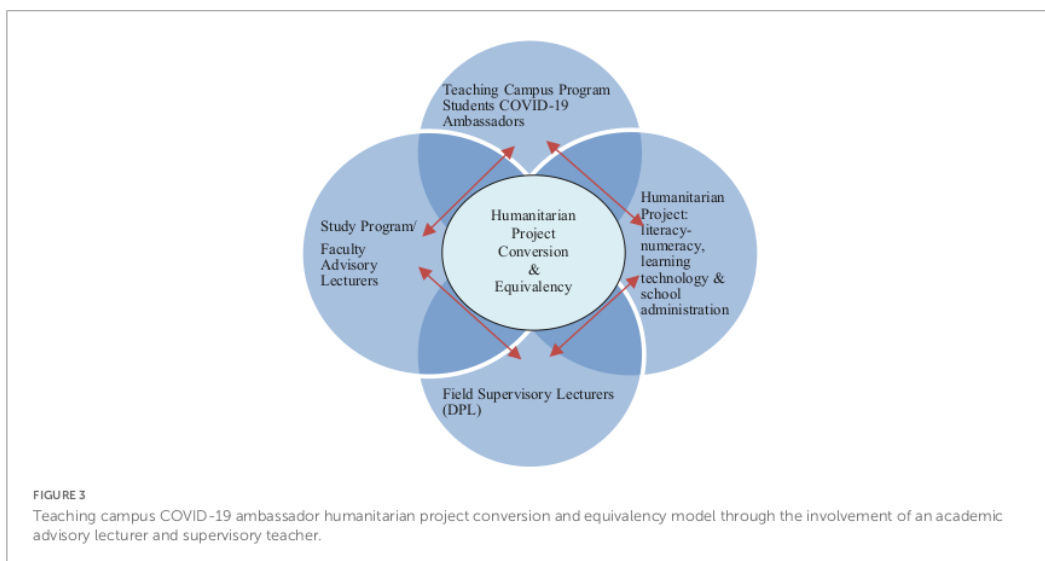 Teaching Campus Program
Students COVID-19
Ambassadors
Study Program/
Faculty
Advisory
Lecturers
Humanitarian
Project
Conversion
&
Equivalency
Humanitarian
Project:
literacy-
numeracy,
learning
technology &
school
administration
Field Supervisory Lecturers
(DPL)
FIGURE 3
Teaching campus COVID-19 ambassador humanitarian project conversion and equivalency model through the involvement of an academic
advisory lecturer and supervisory teacher.